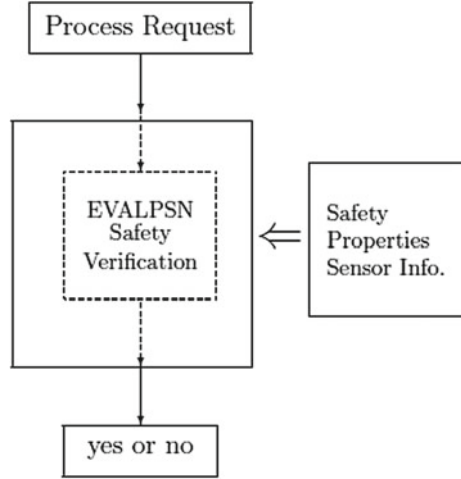 Process Request
EVALPSN
Safety
Verification
Safety
Properties
Sensor Info.
yes or no